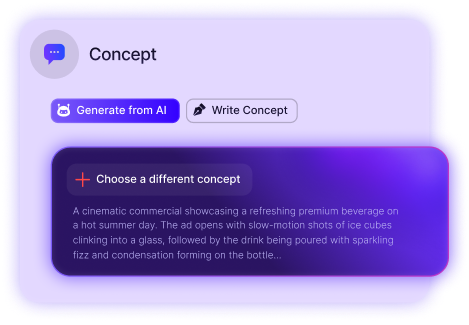 Concept
Generate from AI
Write Concept
Choose a different concept
A cinematic commercial showcasing a refreshing premium beverage on
a hot summer day. The ad opens with slow-motion shots of ice cubes
clinking into a glass, followed by the drink being poured with sparkling
fizz and condensation forming on the bottle...